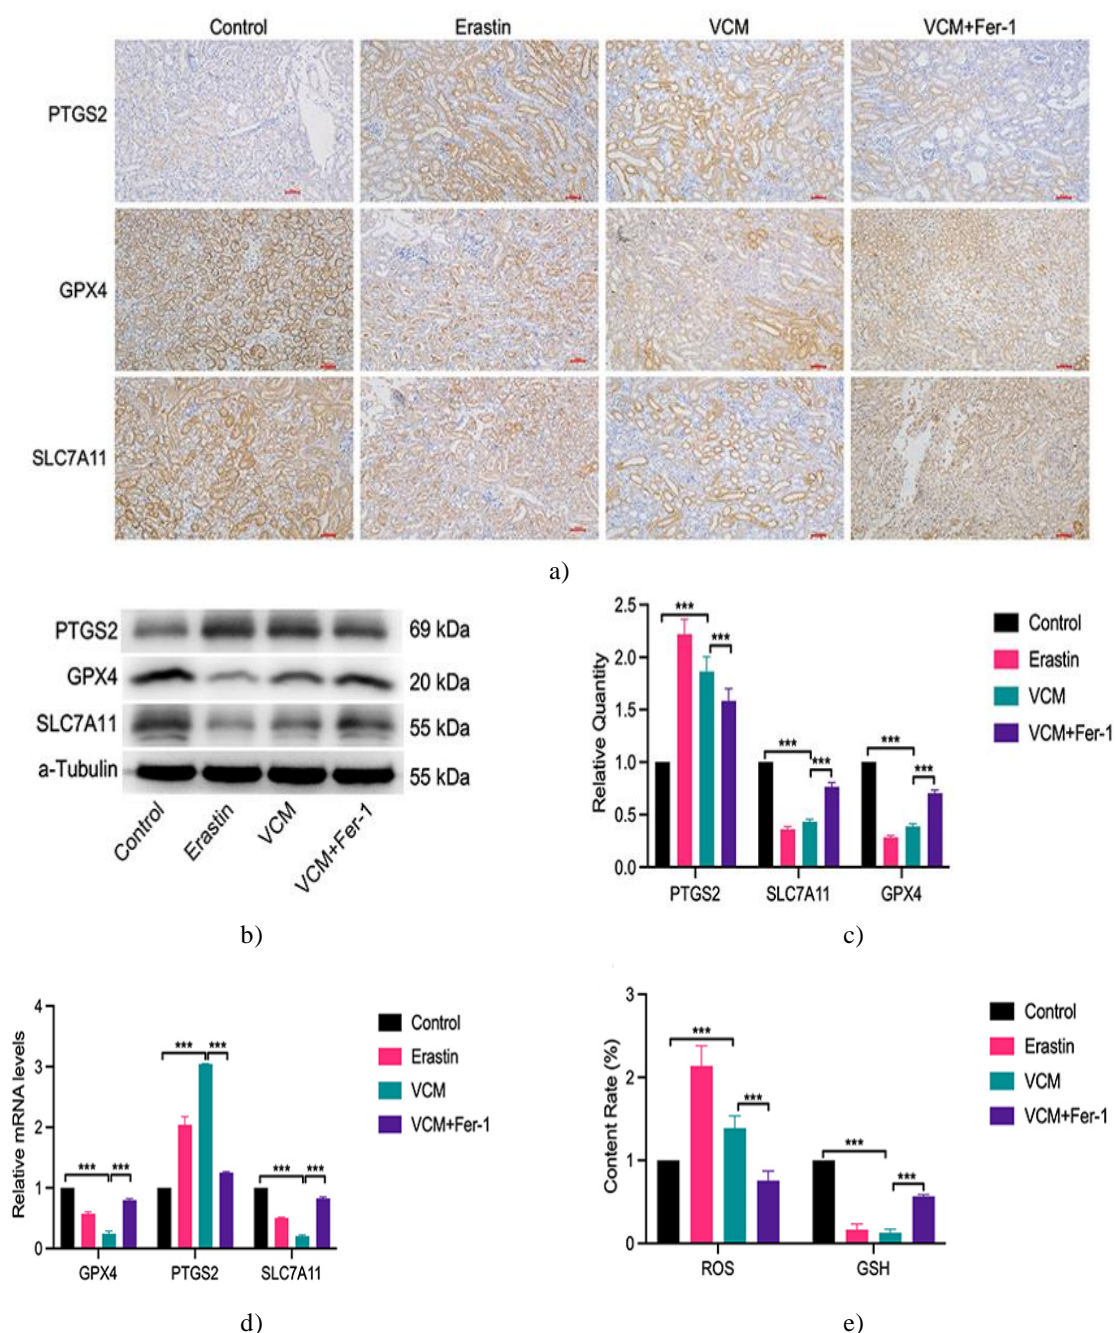 Control Erastin VCM VCM+Fer-1
PTGS2
GPX4
SLC7A11
a)
PTGS2 69 kDa
GPX4 20 kDa
SLC7A11 55 kDa
a-Tubulin 55 kDa
Control Erastin VCM VCM+Fer-1
b)
Relative Quantity
2.5
2.0
1.5
1.0
0.5
0.0
*** ***
*** ***
*** ***
PTGS2 SLC7A11 GPX4
Control
Erastin
VCM
VCM+Fer-1
c)
Relative mRNA levels
4
3
2
1
0
*** ***
*** ***
*** ***
GPX4 PTGS2 SLC7A11
Control
Erastin
VCM
VCM+Fer-1
d)
Content Rate (%)
3
2
1
0
*** ***
*** ***
ROS GSH
Control
Erastin
VCM
VCM+Fer-1
e)